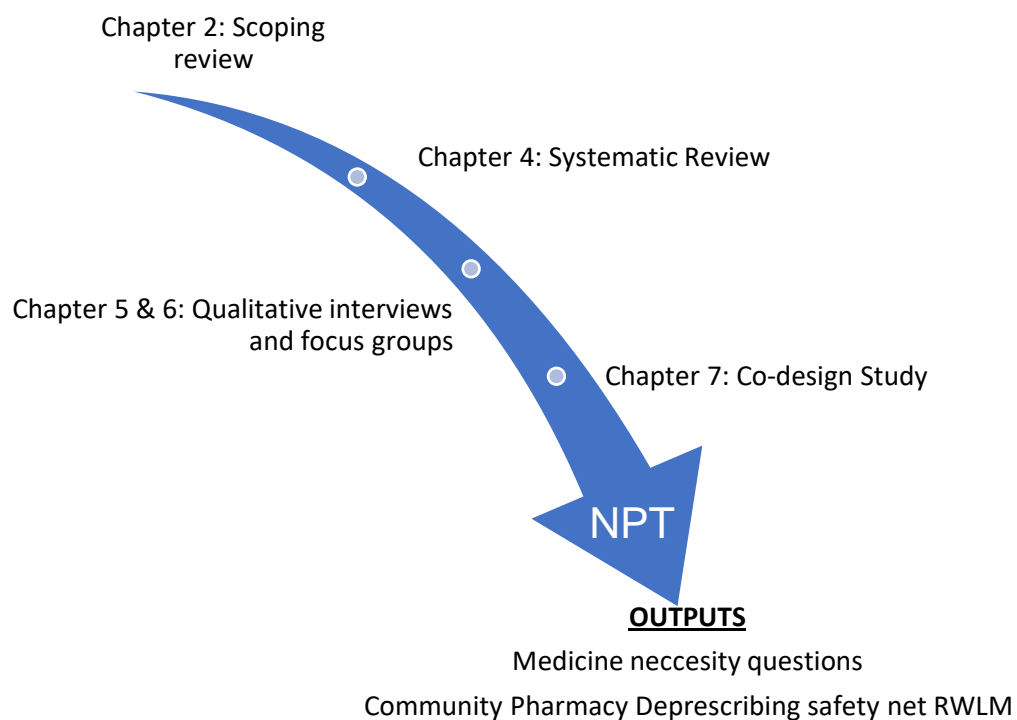 Chapter 2: Scoping
review
Chapter 4: Systematic Review
Chapter 5 & 6: Qualitative interviews
and focus groups
Chapter 7: Co-design Study
NPT
OUTPUTS
Medicine neccesity questions
Community Pharmacy Deprescribing safety net RWLM